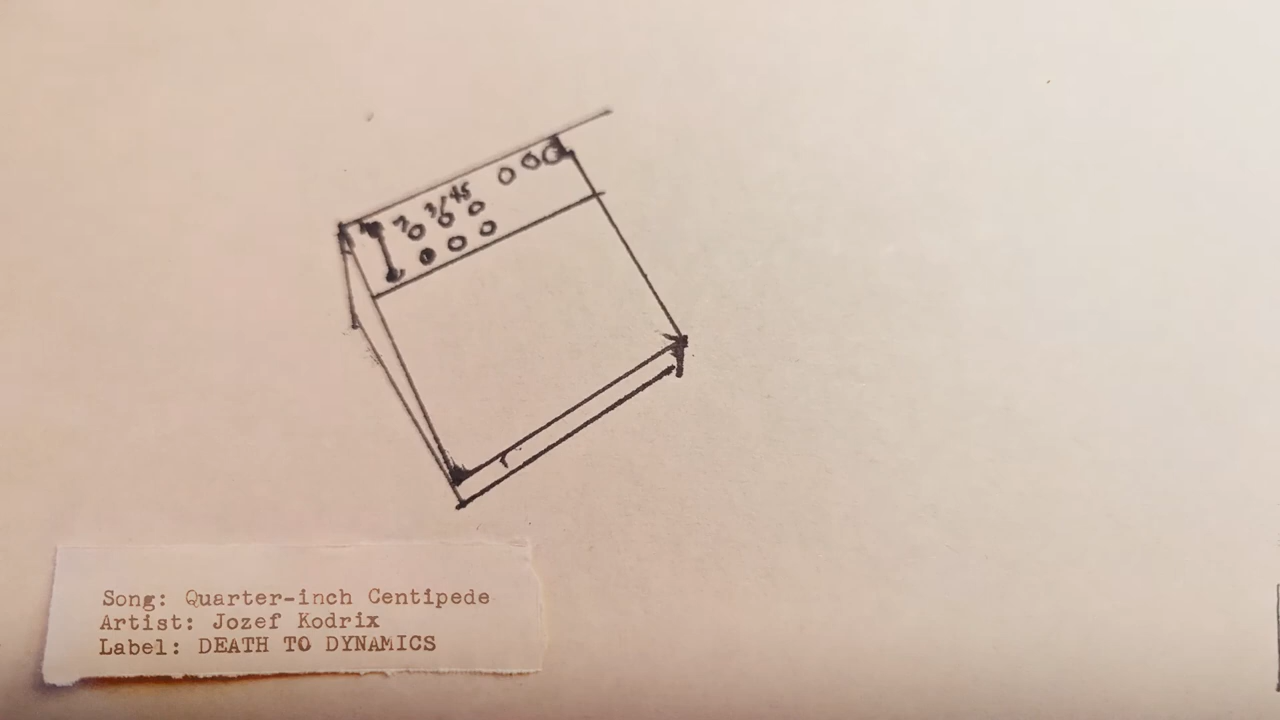 Song: Quarter-inch Centipede
Artist: Jozef Kodrix
Label: DEATH TO DYNAMICS